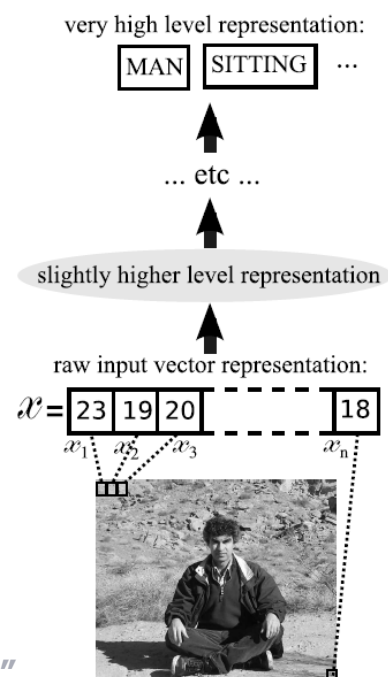 very high level representation:
MAN SITTING ...
... etc ...
slightly higher level representation
raw input vector representation:
x = 23 19 20 18
x1 x2 x3 xn
"